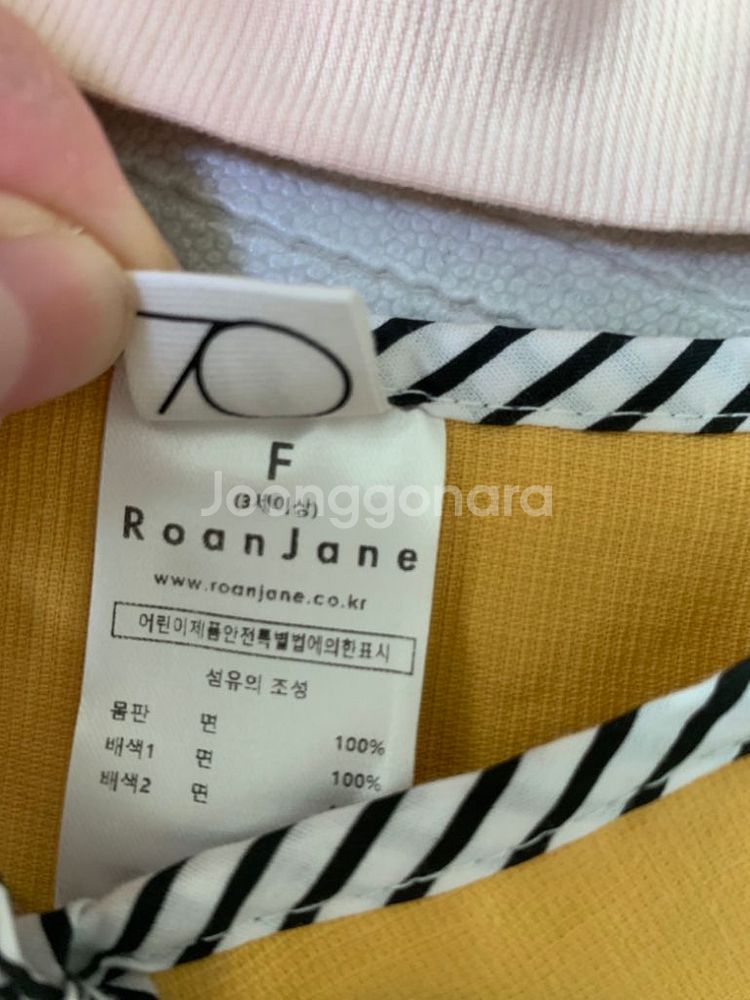 F
(3세이상)
Joonggonara
RoanJane
www.roanjane.co.kr
어린이제품안전특별법에의한표시
섬유의 조성
몸판 면 100%
배색1 면 100%
배색2 면